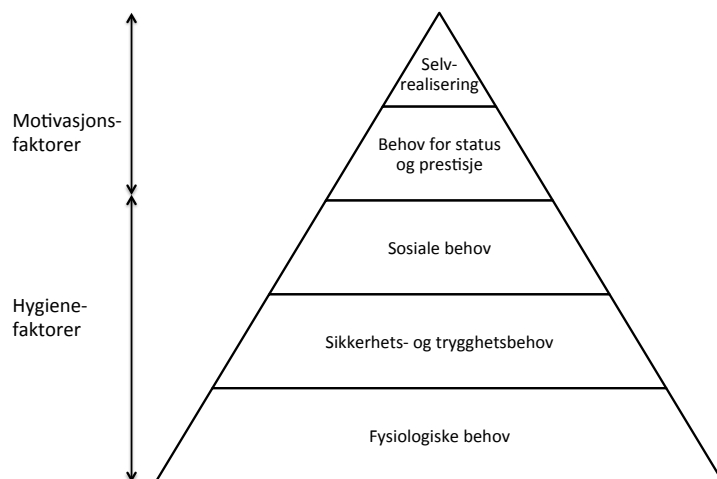 Selv-
realisering
Motivasjons-
faktorer
Behov for status
og prestisje
Sosiale behov
Hygiene-
faktorer
Sikkerhets- og trygghetsbehov
Fysiologiske behov